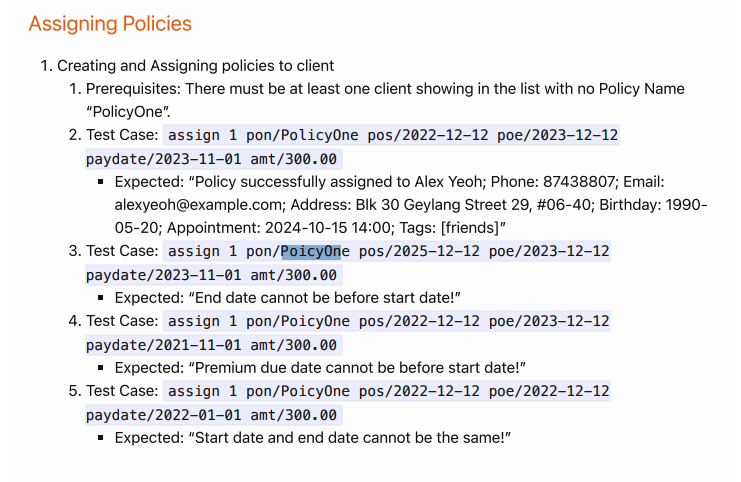 Assigning Policies
1. Creating and Assigning policies to client
1. Prerequisites: There must be at least one client showing in the list with no Policy Name
“PolicyOne”.
2. Test Case: assign 1 pon/PolicyOne pos/2022-12-12 poe/2023-12-12
paydate/2023-11-01 amt/300.00
▪ Expected: “Policy successfully assigned to Alex Yeoh; Phone: 87438807; Email:
alexyeoh@example.com; Address: Blk 30 Geylang Street 29, #06-40; Birthday: 1990-
05-20; Appointment: 2024-10-15 14:00; Tags: [friends]”
3. Test Case: assign 1 pon/PoicyOne pos/2025-12-12 poe/2023-12-12
paydate/2023-11-01 amt/300.00
▪ Expected: “End date cannot be before start date!”
4. Test Case: assign 1 pon/PoicyOne pos/2022-12-12 poe/2023-12-12
paydate/2021-11-01 amt/300.00
▪ Expected: “Premium due date cannot be before start date!”
5. Test Case: assign 1 pon/PoicyOne pos/2022-12-12 poe/2022-12-12
paydate/2022-01-01 amt/300.00
▪ Expected: “Start date and end date cannot be the same!”